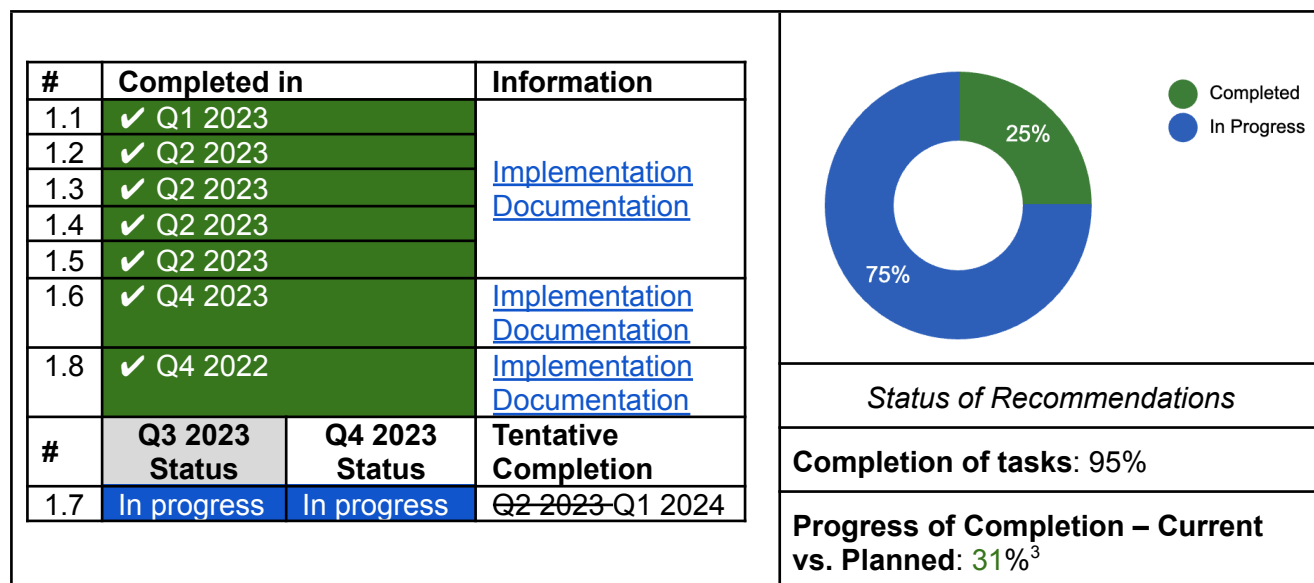 # Completed in Information
1.1 ✔ Q1 2023
1.2 ✔ Q2 2023
1.3 ✔ Q2 2023
1.4 ✔ Q2 2023
1.5 ✔ Q2 2023
Implementation
Documentation
1.6 ✔ Q4 2023 Implementation
Documentation
1.8 ✔ Q4 2022 Implementation
Documentation
# Q3 2023 Status Q4 2023 Status Tentative Completion
1.7 In progress In progress Q2 2023 Q1 2024
Completed
In Progress
25%
75%
Status of Recommendations
Completion of tasks: 95%
Progress of Completion – Current
vs. Planned: 31%³